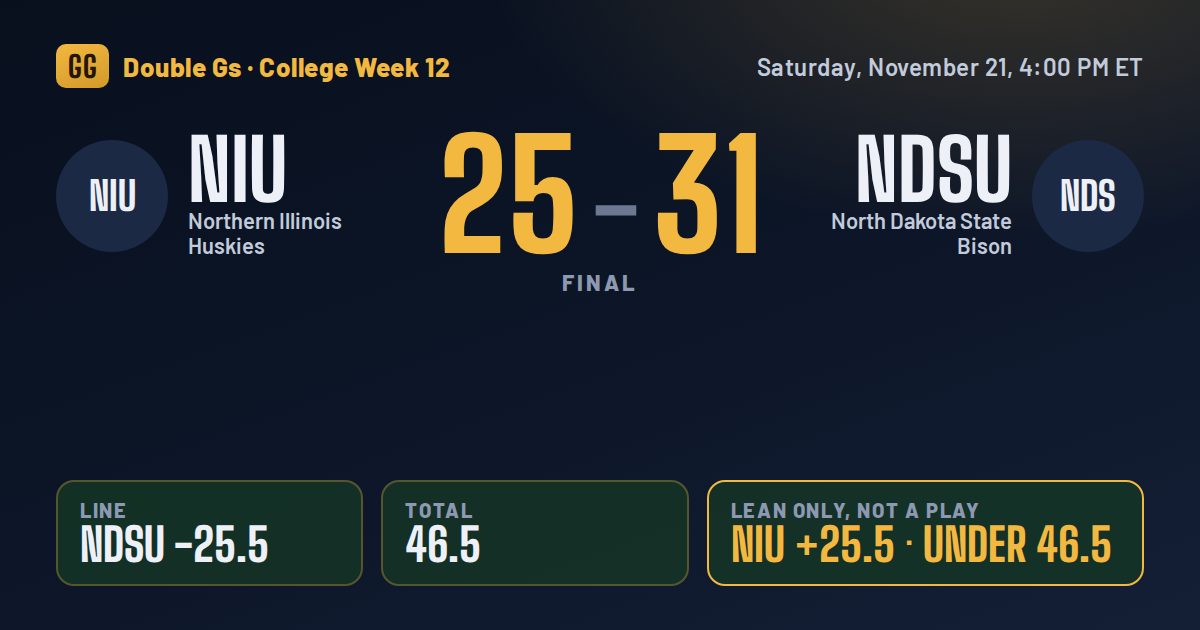 GG
Double Gs · College Week 12
Saturday, November 21, 4:00 PM ET
NIU
NIU
Northern Illinois
Huskies
25 – 31
FINAL
NDSU
North Dakota State
Bison
NDS
LINE
NDSU −25.5
TOTAL
46.5
LEAN ONLY, NOT A PLAY
NIU +25.5 · UNDER 46.5